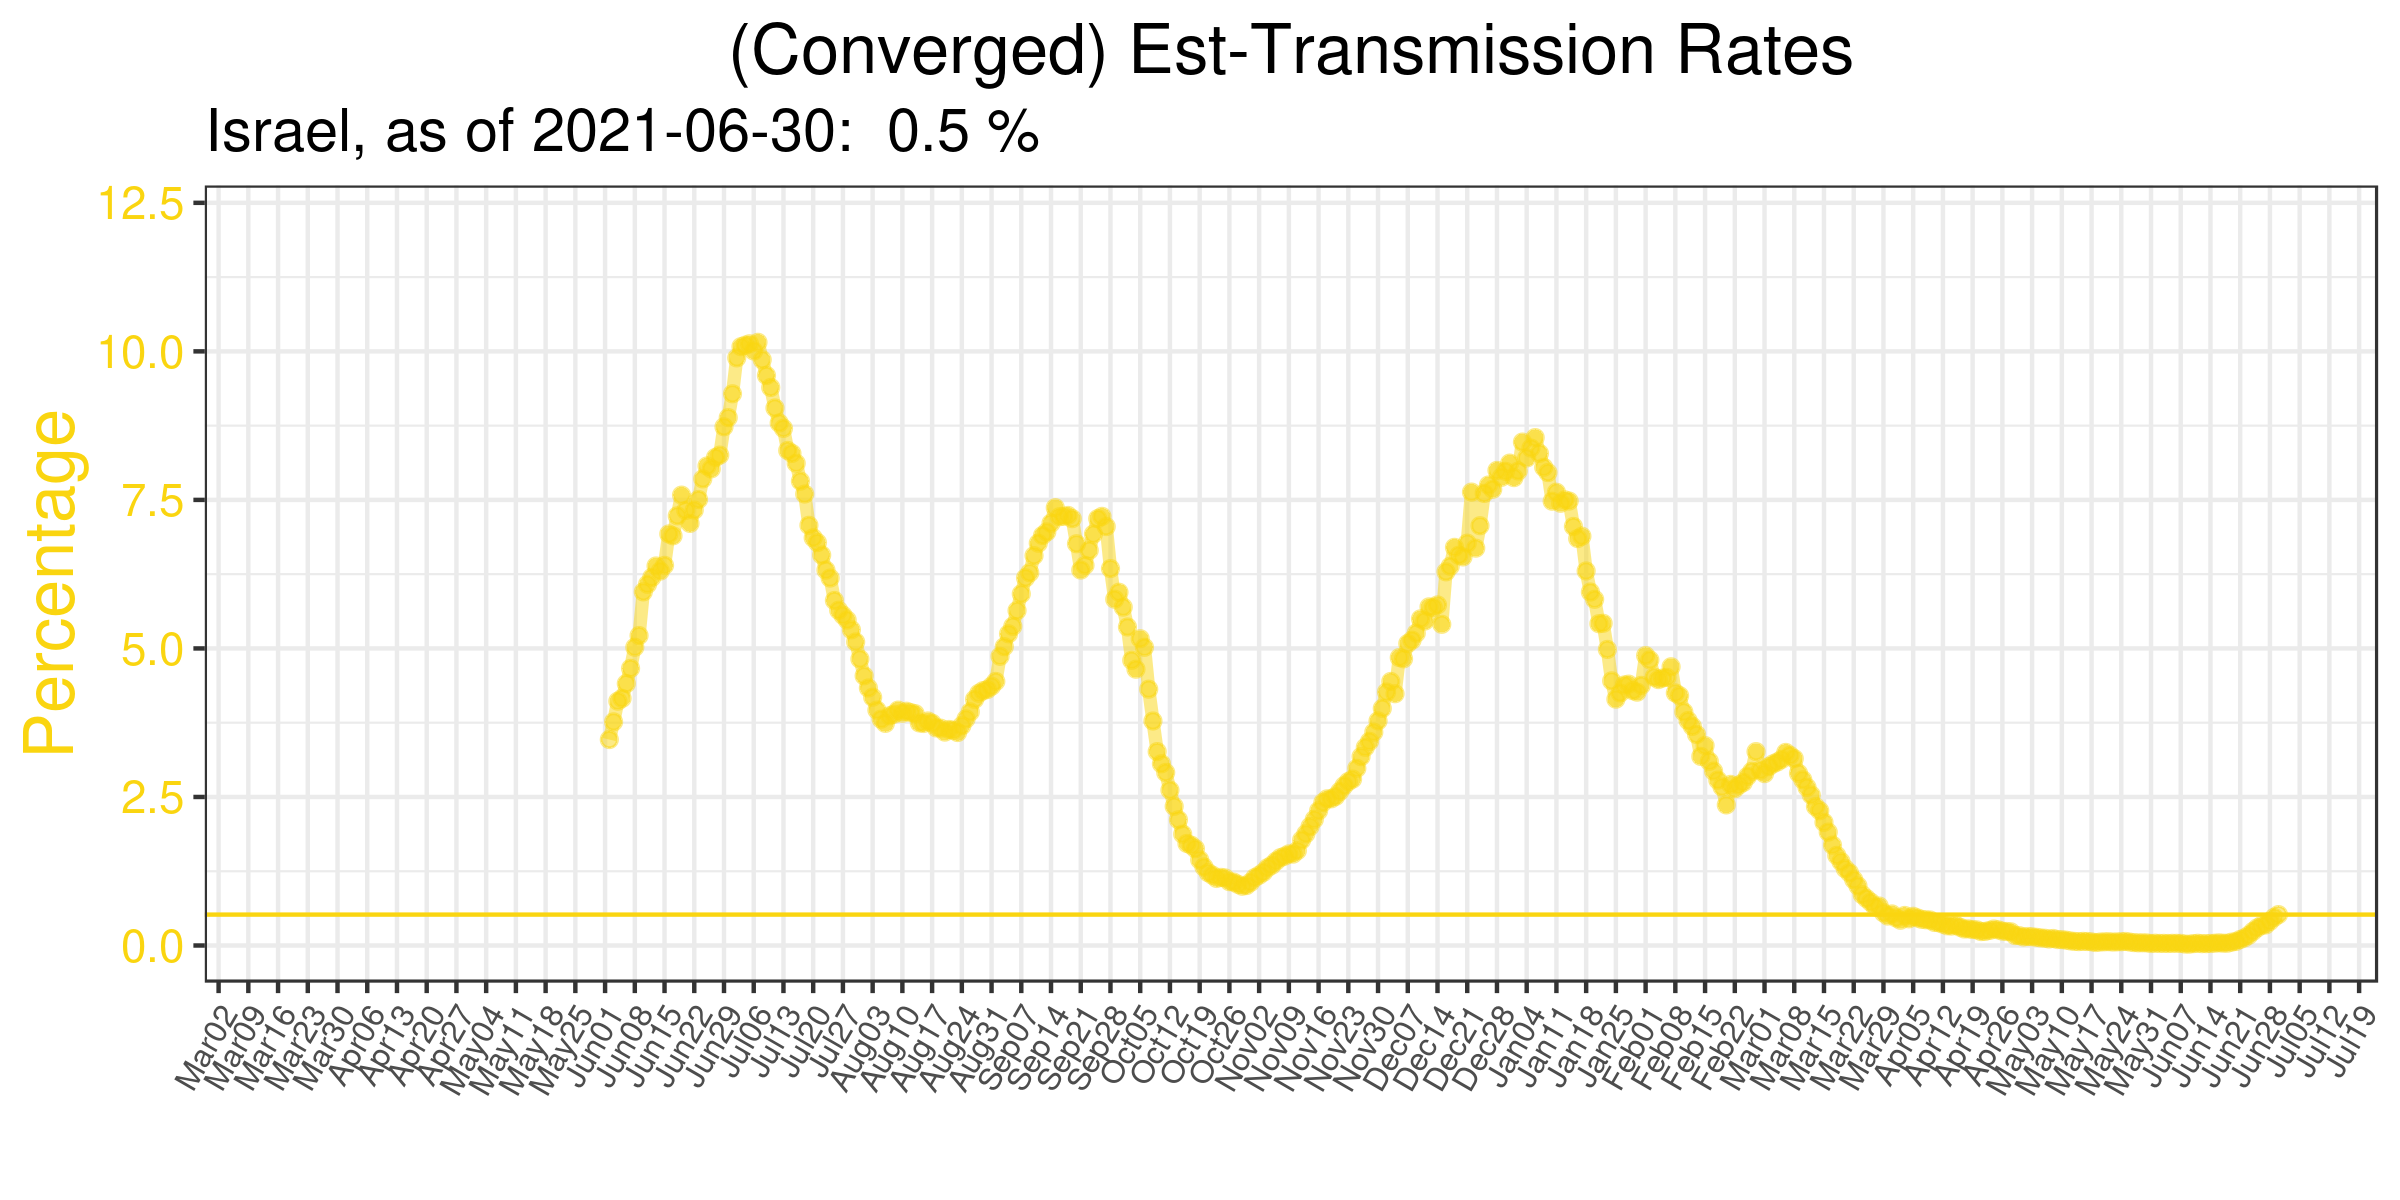 (Converged) Est-Transmission Rates
Israel, as of 2021-06-30:  0.5 %
Percentage
12.5
10.0
7.5
5.0
2.5
0.0
Mar02
Mar09
Mar16
Mar23
Mar30
Apr06
Apr13
Apr20
Apr27
May04
May11
May18
May25
Jun01
Jun08
Jun15
Jun22
Jun29
Jul06
Jul13
Jul20
Jul27
Aug03
Aug10
Aug17
Aug24
Aug31
Sep07
Sep14
Sep21
Sep28
Oct05
Oct12
Oct19
Oct26
Nov02
Nov09
Nov16
Nov23
Nov30
Dec07
Dec14
Dec21
Dec28
Jan04
Jan11
Jan18
Jan25
Feb01
Feb08
Feb15
Feb22
Mar01
Mar08
Mar15
Mar22
Mar29
Apr05
Apr12
Apr19
Apr26
May03
May10
May17
May24
May31
Jun07
Jun14
Jun21
Jun28
Jul05
Jul12
Jul19